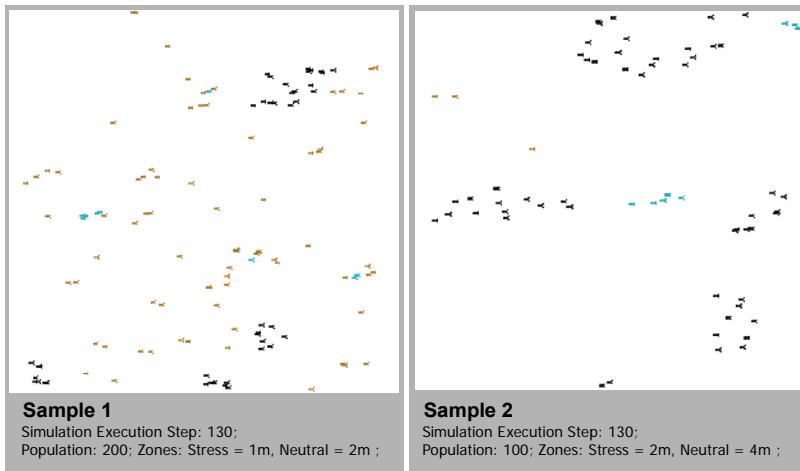 Sample 1
Simulation Execution Step: 130;
Population: 200; Zones: Stress = 1m, Neutral = 2m ;
Sample 2
Simulation Execution Step: 130;
Population: 100; Zones: Stress = 2m, Neutral = 4m ;